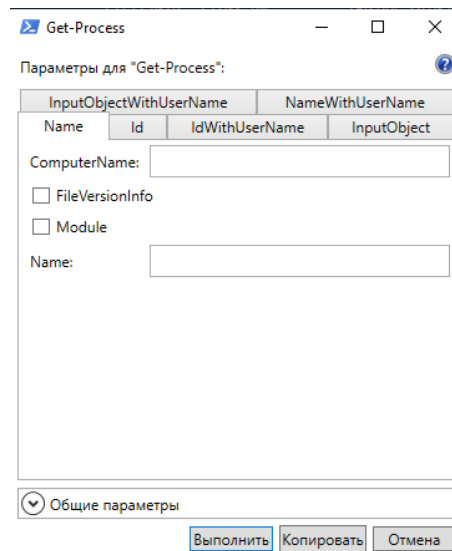 Get-Process
Параметры для "Get-Process":
InputObjectWithUserName NameWithUserName
Name Id IdWithUserName InputObject
ComputerName:
FileVersionInfo
Module
Name:
Общие параметры
Выполнить Копировать Отмена